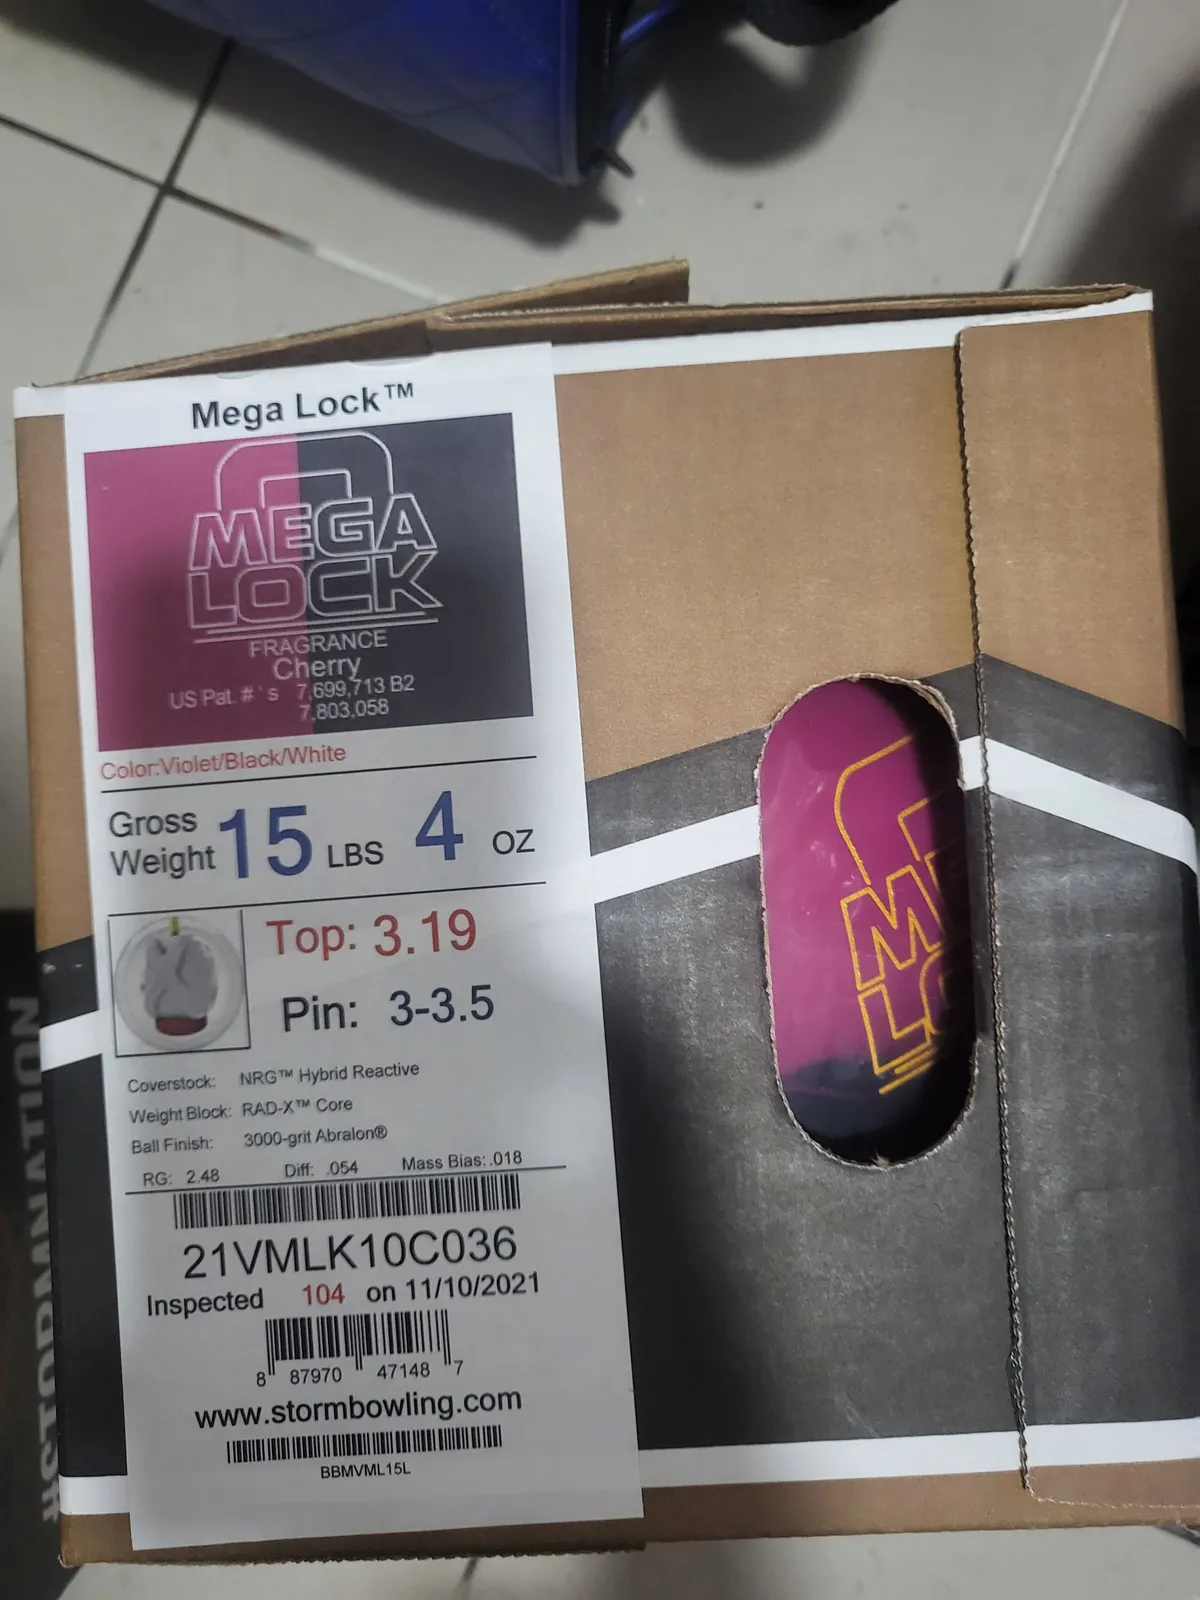 Mega Lock™
MEGA
LOCK
FRAGRANCE
Cherry
US Pat. # ' s 7,699,713 B2
7,803,058
Color:Violet/Black/White
Gross
Weight 15 LBS 4 OZ
Top: 3.19
Pin: 3-3.5
Coverstock: NRG™ Hybrid Reactive
Weight Block: RAD-X™ Core
Ball Finish: 3000-grit Abralon®
RG: 2.48 Diff: .054 Mass Bias:.018
21VMLK10C036
Inspected 104 on 11/10/2021
8 87970 47148 7
www.stormbowling.com
BBMVML15L
#STORMNATION